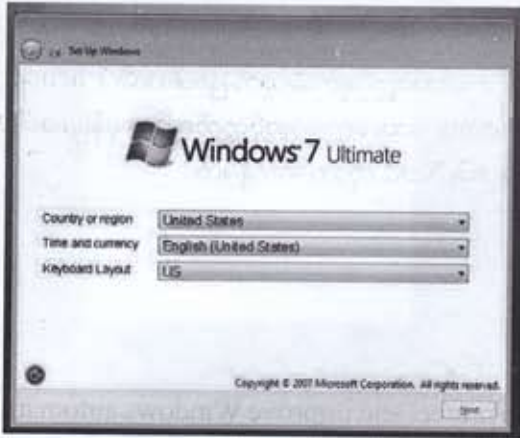 Set Up Windows
Windows 7 Ultimate
Country or region United States
Time and currency English (United States)
Keyboard Layout US
Copyright © 2007 Microsoft Corporation. All rights reserved.
Next